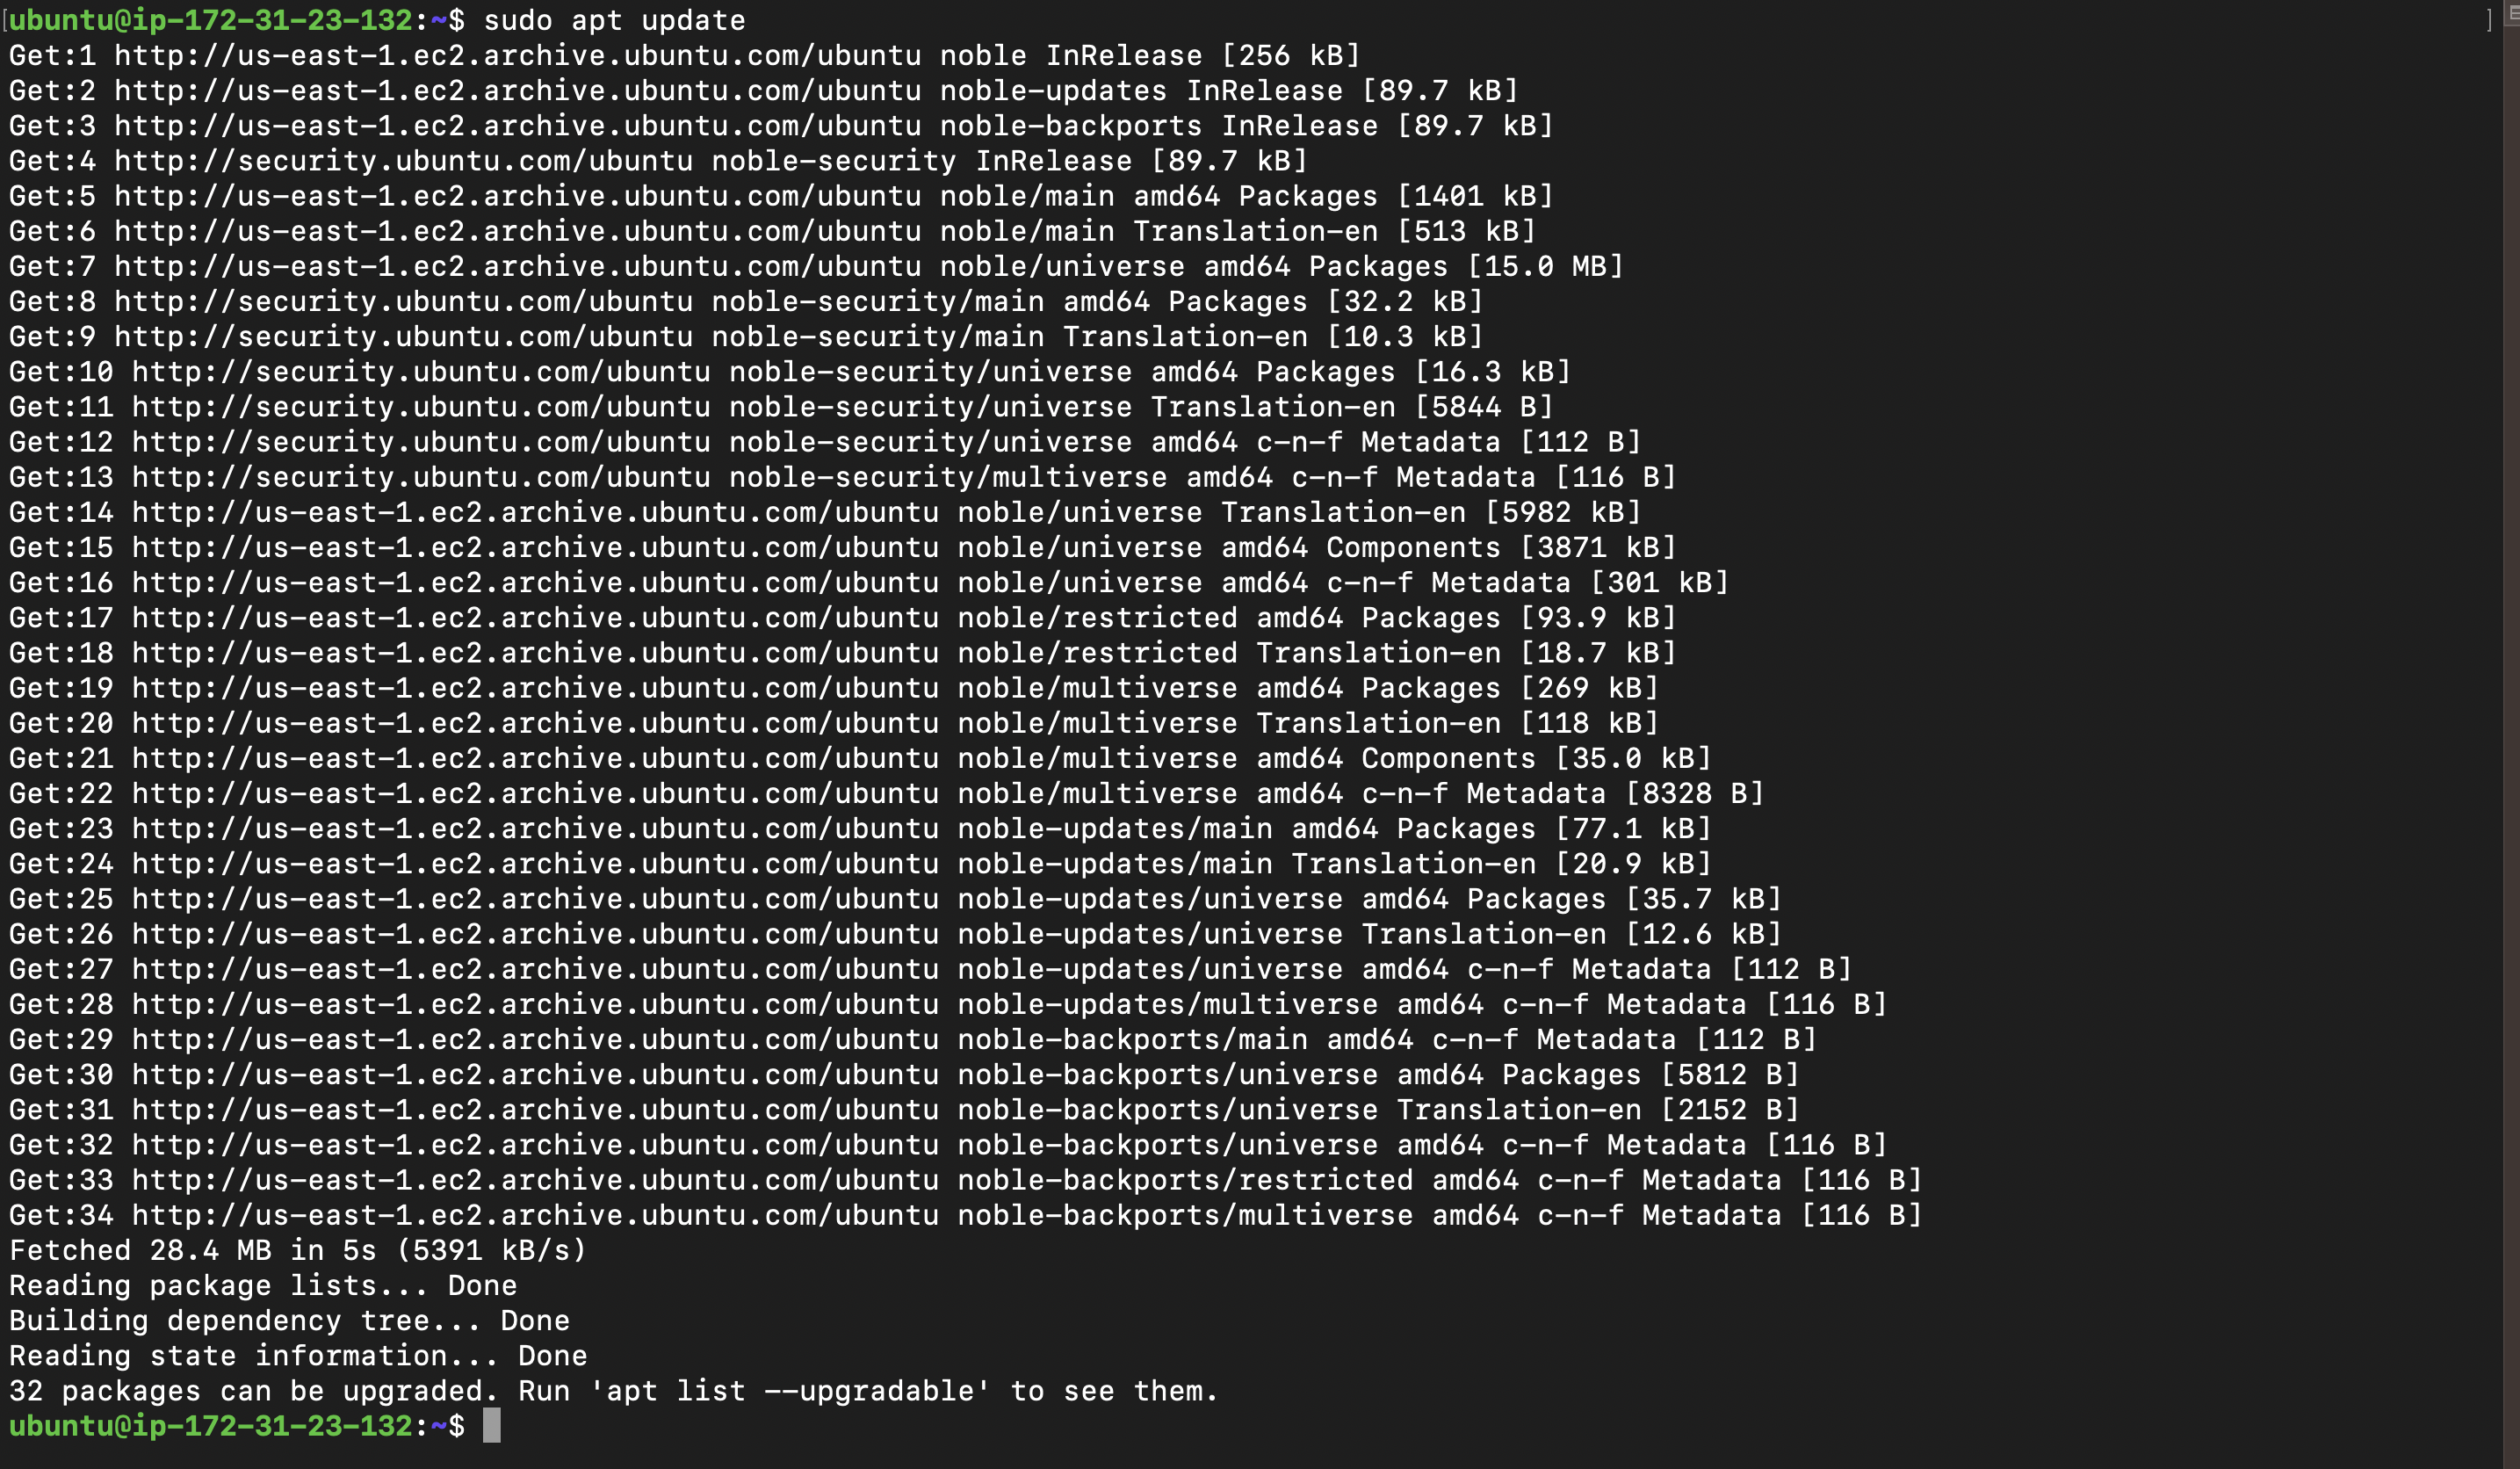 ubuntu@ip-172-31-23-132:~$ sudo apt update
Get:1 http://us-east-1.ec2.archive.ubuntu.com/ubuntu noble InRelease [256 kB]
Get:2 http://us-east-1.ec2.archive.ubuntu.com/ubuntu noble-updates InRelease [89.7 kB]
Get:3 http://us-east-1.ec2.archive.ubuntu.com/ubuntu noble-backports InRelease [89.7 kB]
Get:4 http://security.ubuntu.com/ubuntu noble-security InRelease [89.7 kB]
Get:5 http://us-east-1.ec2.archive.ubuntu.com/ubuntu noble/main amd64 Packages [1401 kB]
Get:6 http://us-east-1.ec2.archive.ubuntu.com/ubuntu noble/main Translation-en [513 kB]
Get:7 http://us-east-1.ec2.archive.ubuntu.com/ubuntu noble/universe amd64 Packages [15.0 MB]
Get:8 http://security.ubuntu.com/ubuntu noble-security/main amd64 Packages [32.2 kB]
Get:9 http://security.ubuntu.com/ubuntu noble-security/main Translation-en [10.3 kB]
Get:10 http://security.ubuntu.com/ubuntu noble-security/universe amd64 Packages [16.3 kB]
Get:11 http://security.ubuntu.com/ubuntu noble-security/universe Translation-en [5844 B]
Get:12 http://security.ubuntu.com/ubuntu noble-security/universe amd64 c-n-f Metadata [112 B]
Get:13 http://security.ubuntu.com/ubuntu noble-security/multiverse amd64 c-n-f Metadata [116 B]
Get:14 http://us-east-1.ec2.archive.ubuntu.com/ubuntu noble/universe Translation-en [5982 kB]
Get:15 http://us-east-1.ec2.archive.ubuntu.com/ubuntu noble/universe amd64 Components [3871 kB]
Get:16 http://us-east-1.ec2.archive.ubuntu.com/ubuntu noble/universe amd64 c-n-f Metadata [301 kB]
Get:17 http://us-east-1.ec2.archive.ubuntu.com/ubuntu noble/restricted amd64 Packages [93.9 kB]
Get:18 http://us-east-1.ec2.archive.ubuntu.com/ubuntu noble/restricted Translation-en [18.7 kB]
Get:19 http://us-east-1.ec2.archive.ubuntu.com/ubuntu noble/multiverse amd64 Packages [269 kB]
Get:20 http://us-east-1.ec2.archive.ubuntu.com/ubuntu noble/multiverse Translation-en [118 kB]
Get:21 http://us-east-1.ec2.archive.ubuntu.com/ubuntu noble/multiverse amd64 Components [35.0 kB]
Get:22 http://us-east-1.ec2.archive.ubuntu.com/ubuntu noble/multiverse amd64 c-n-f Metadata [8328 B]
Get:23 http://us-east-1.ec2.archive.ubuntu.com/ubuntu noble-updates/main amd64 Packages [77.1 kB]
Get:24 http://us-east-1.ec2.archive.ubuntu.com/ubuntu noble-updates/main Translation-en [20.9 kB]
Get:25 http://us-east-1.ec2.archive.ubuntu.com/ubuntu noble-updates/universe amd64 Packages [35.7 kB]
Get:26 http://us-east-1.ec2.archive.ubuntu.com/ubuntu noble-updates/universe Translation-en [12.6 kB]
Get:27 http://us-east-1.ec2.archive.ubuntu.com/ubuntu noble-updates/universe amd64 c-n-f Metadata [112 B]
Get:28 http://us-east-1.ec2.archive.ubuntu.com/ubuntu noble-updates/multiverse amd64 c-n-f Metadata [116 B]
Get:29 http://us-east-1.ec2.archive.ubuntu.com/ubuntu noble-backports/main amd64 c-n-f Metadata [112 B]
Get:30 http://us-east-1.ec2.archive.ubuntu.com/ubuntu noble-backports/universe amd64 Packages [5812 B]
Get:31 http://us-east-1.ec2.archive.ubuntu.com/ubuntu noble-backports/universe Translation-en [2152 B]
Get:32 http://us-east-1.ec2.archive.ubuntu.com/ubuntu noble-backports/universe amd64 c-n-f Metadata [116 B]
Get:33 http://us-east-1.ec2.archive.ubuntu.com/ubuntu noble-backports/restricted amd64 c-n-f Metadata [116 B]
Get:34 http://us-east-1.ec2.archive.ubuntu.com/ubuntu noble-backports/multiverse amd64 c-n-f Metadata [116 B]
Fetched 28.4 MB in 5s (5391 kB/s)
Reading package lists... Done
Building dependency tree... Done
Reading state information... Done
32 packages can be upgraded. Run 'apt list --upgradable' to see them.
ubuntu@ip-172-31-23-132:~$